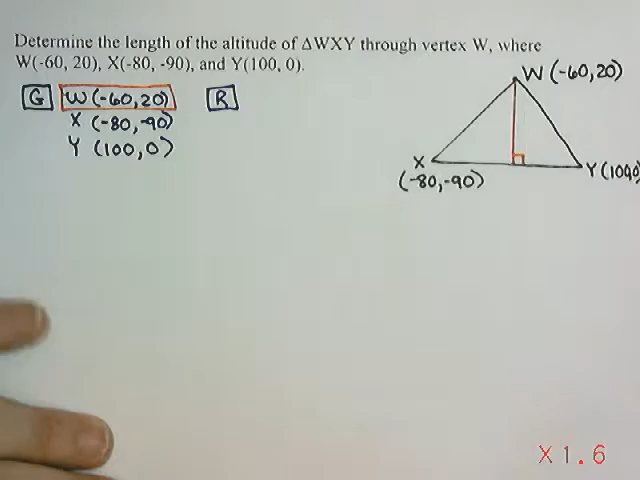 Determine the length of the altitude of ΔWXY through vertex W, where
W(-60, 20), X(-80, -90), and Y(100, 0).
G W (-60,20) R
X (-80,-90)
Y (100,0)
W (-60,20)
X
(-80,-90)
Y (100,0)
X1.6